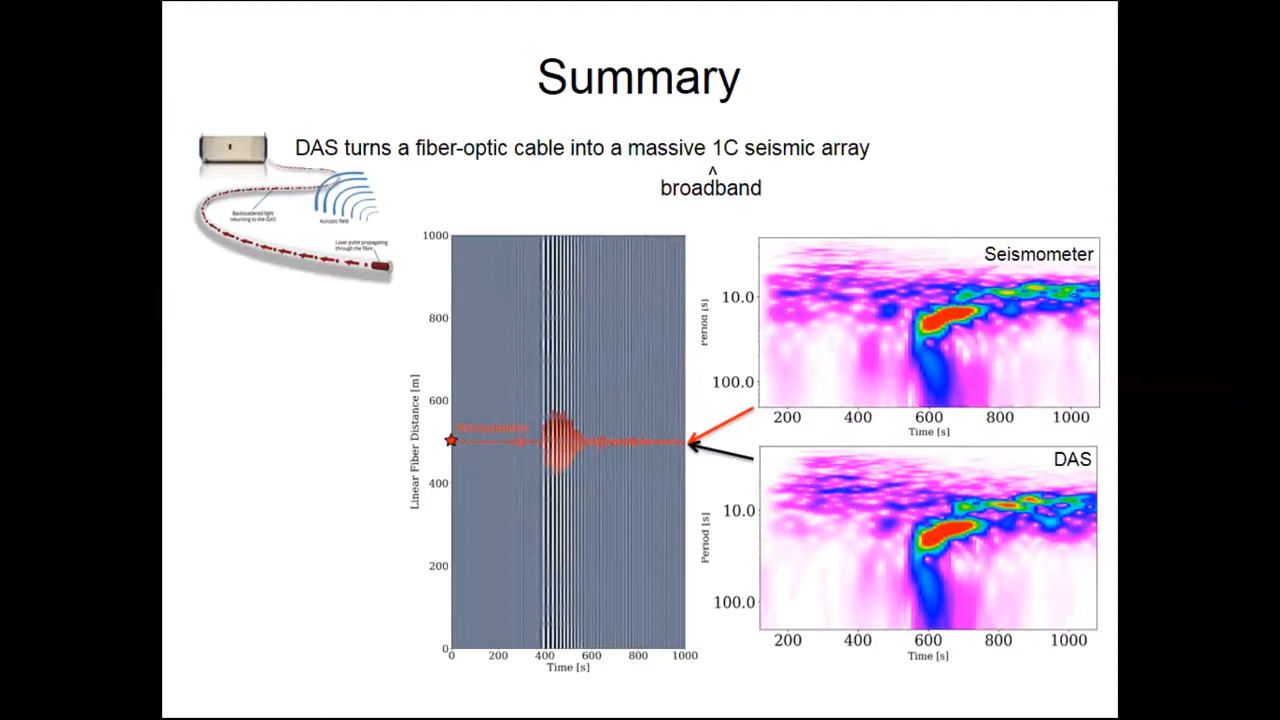 Summary
DAS turns a fiber-optic cable into a massive 1C seismic array
^
broadband
Backscattered light
returning to the iDAS
Acoustic field
Laser pulse propagating
through the fibre
Linear Fiber Distance [m]
1000
800
600
400
200
0
Seismometer
0 200 400 600 800 1000
Time [s]
Seismometer
Period [s]
10.0
100.0
200 400 600 800 1000
Time [s]
DAS
Period [s]
10.0
100.0
200 400 600 800 1000
Time [s]